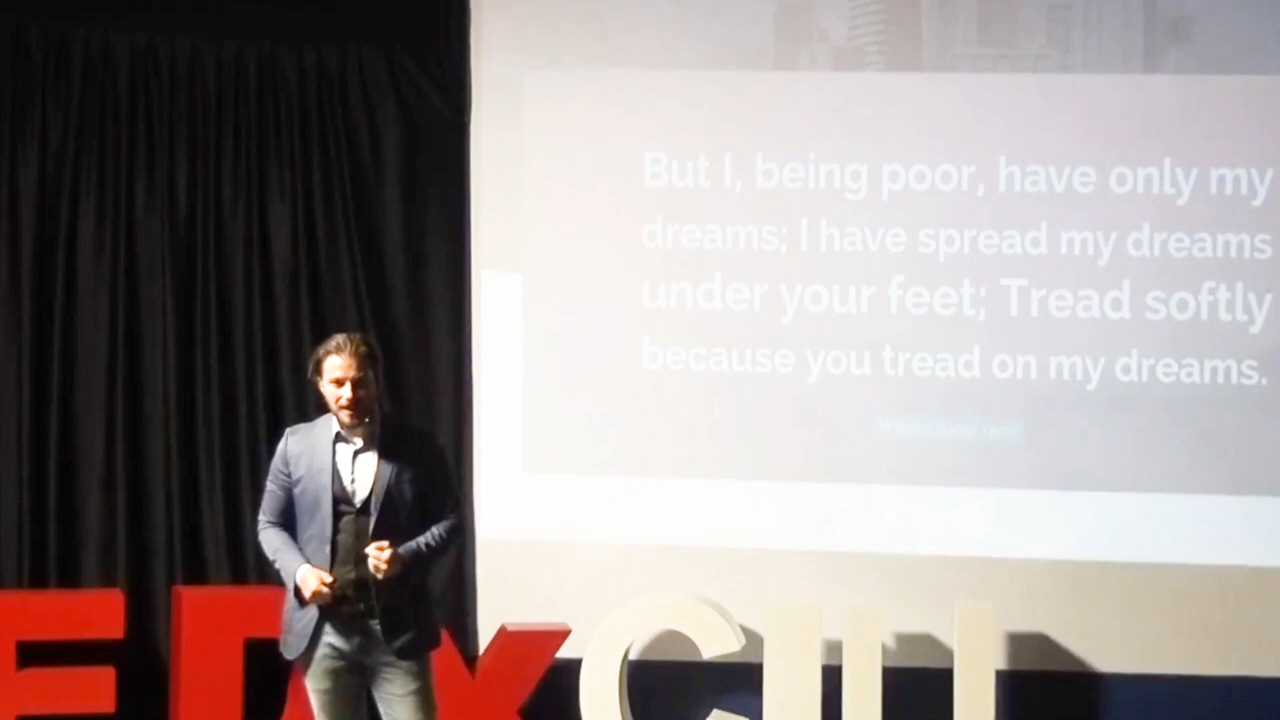 But I, being poor, have only my
dreams; I have spread my dreams
under your feet; Tread softly
because you tread on my dreams.
EDx